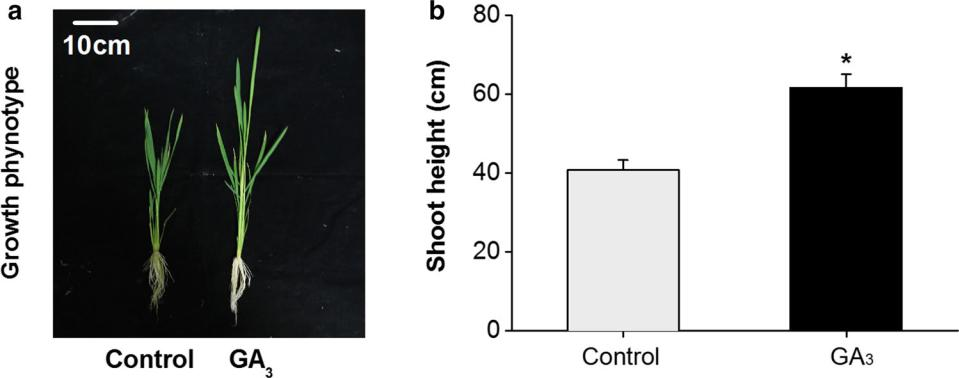 a
10cm
Growth phynotype
Control GA3
b
Shoot height (cm)
80
60
40
20
0
*
Control GA3